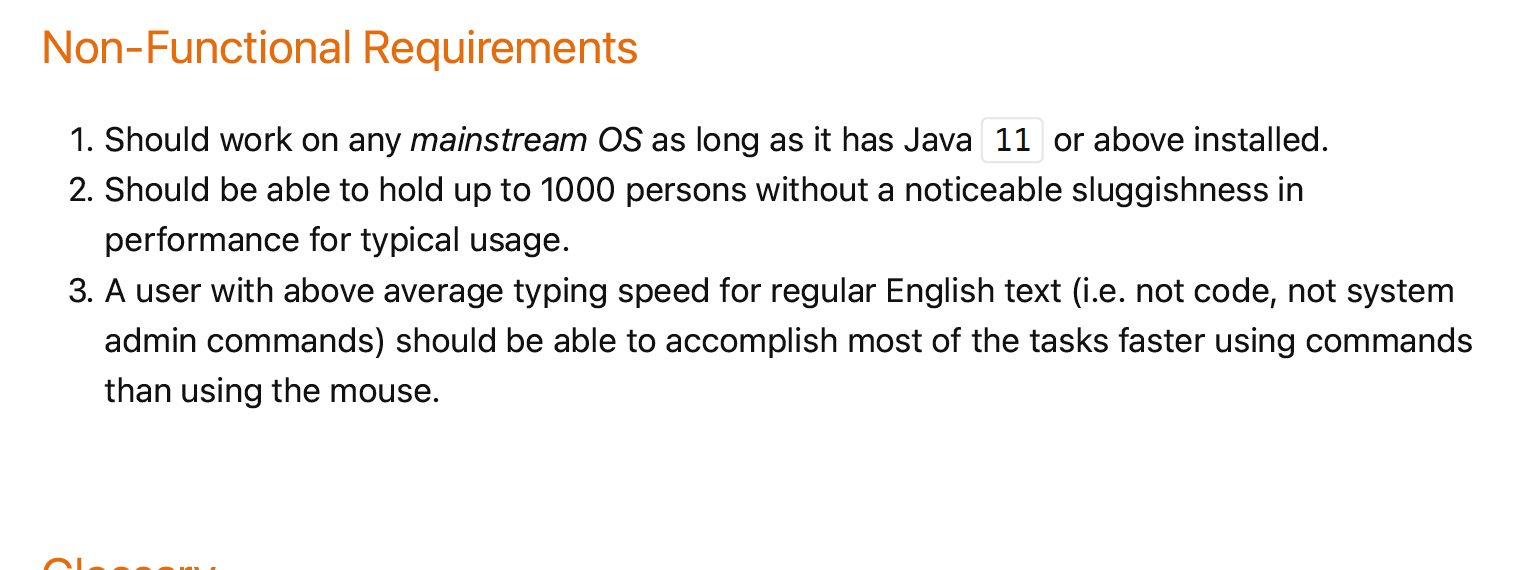 Non-Functional Requirements
1. Should work on any mainstream OS as long as it has Java 11 or above installed.
2. Should be able to hold up to 1000 persons without a noticeable sluggishness in
performance for typical usage.
3. A user with above average typing speed for regular English text (i.e. not code, not system
admin commands) should be able to accomplish most of the tasks faster using commands
than using the mouse.
Glossary